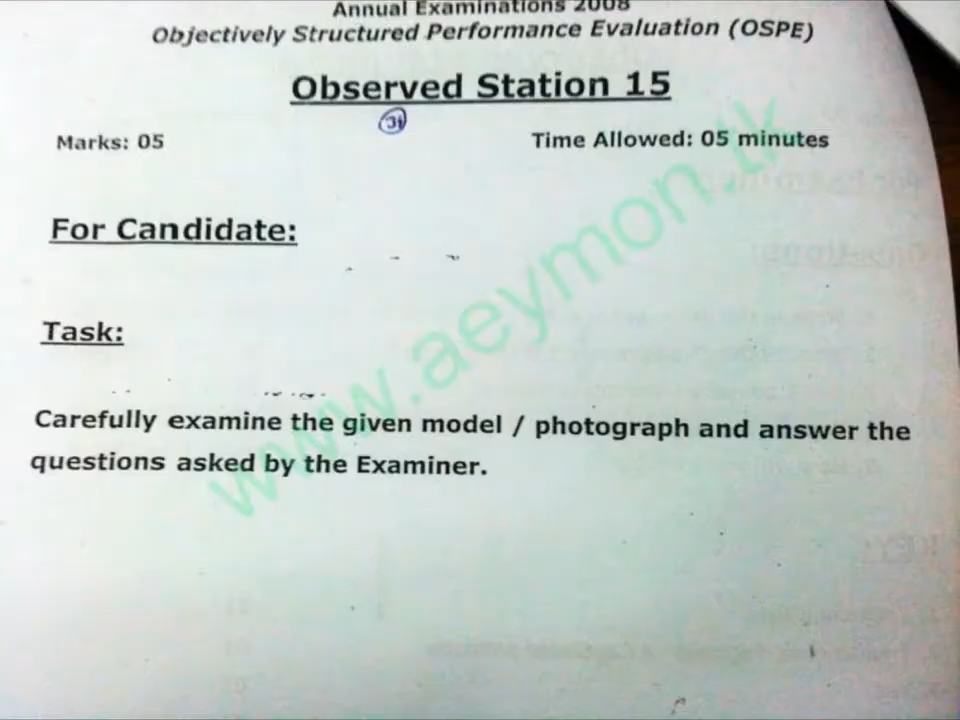 Annual Examinations 2008
Objectively Structured Performance Evaluation (OSPE)
Observed Station 15
Marks: 05
Time Allowed: 05 minutes
For Candidate:
Task:
Carefully examine the given model / photograph and answer the
questions asked by the Examiner.
www.aeymon.tk